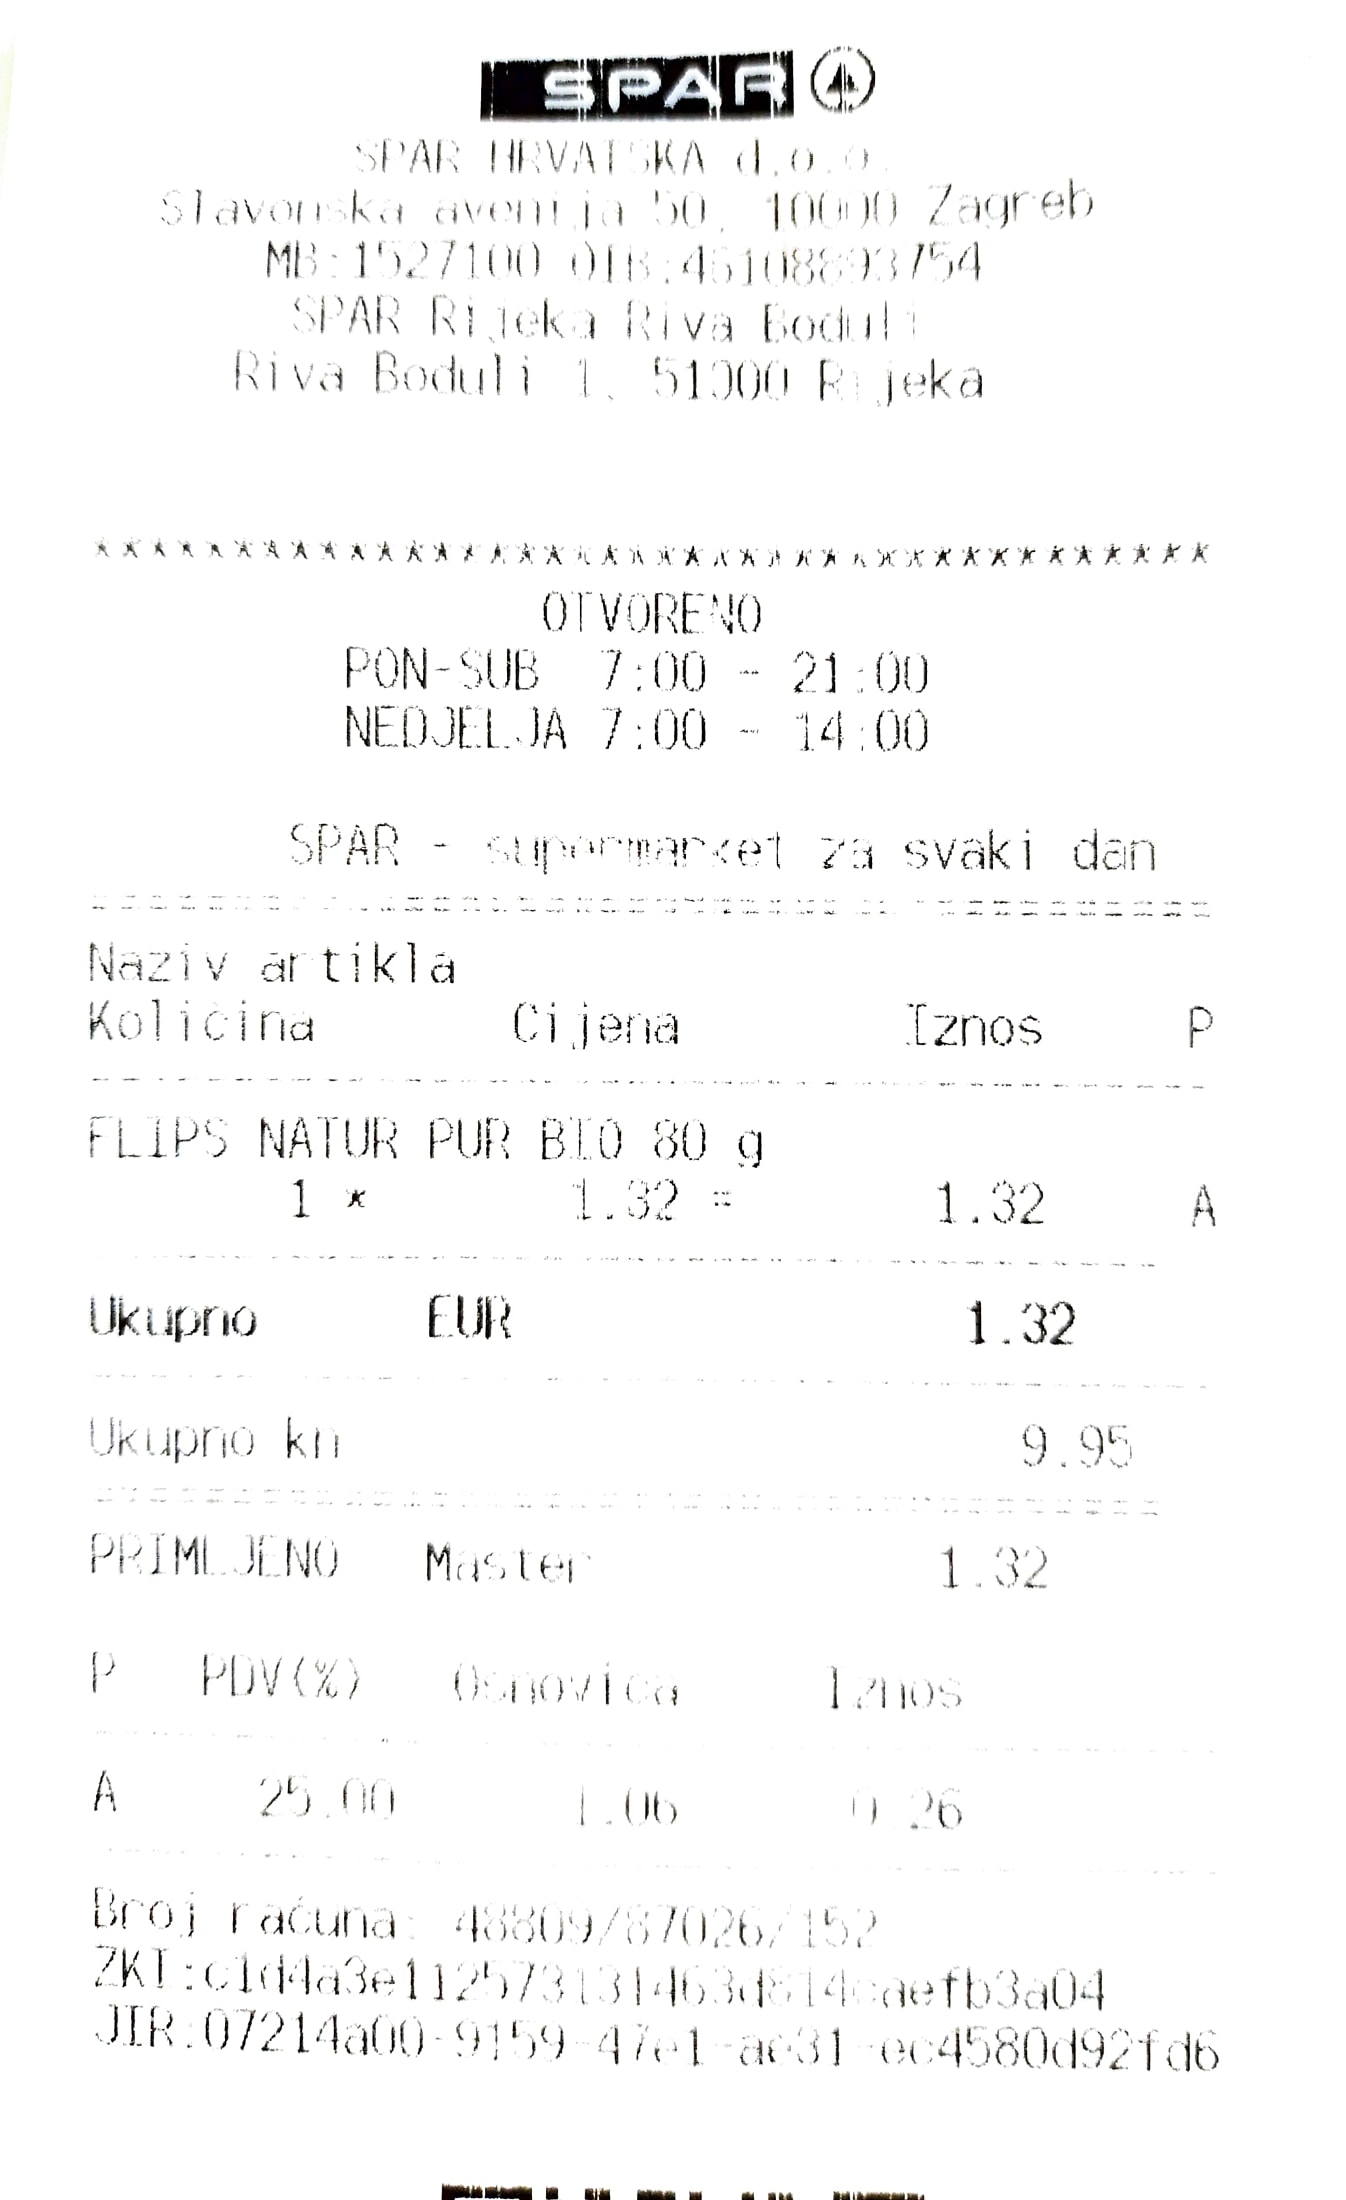 SPAR
SPAR HRVATSKA d.o.o.
Slavonska avenija 50, 10000 Zagreb
MB:1527100 OIB:46108893754
SPAR Rijeka Riva Boduli
Riva Boduli 1, 51000 Rijeka
****************************************
OTVORENO
PON-SUB 7:00 - 21:00
NEDJELJA 7:00 - 14:00
SPAR - supermarket za svaki dan
Naziv artikla
Količina Cijena Iznos P
FLIPS NATUR PUR BIO 80 g
1 * 1.32 = 1.32 A
Ukupno EUR 1.32
Ukupno kn 9.95
PRIMLJENO Master 1.32
P PDV(%) Osnovica Iznos
A 25.00 1.06 0.26
Broj računa: 48809/87026/152
JIR:07214a00-9159-47e1-ae31-ec4580d92fd6